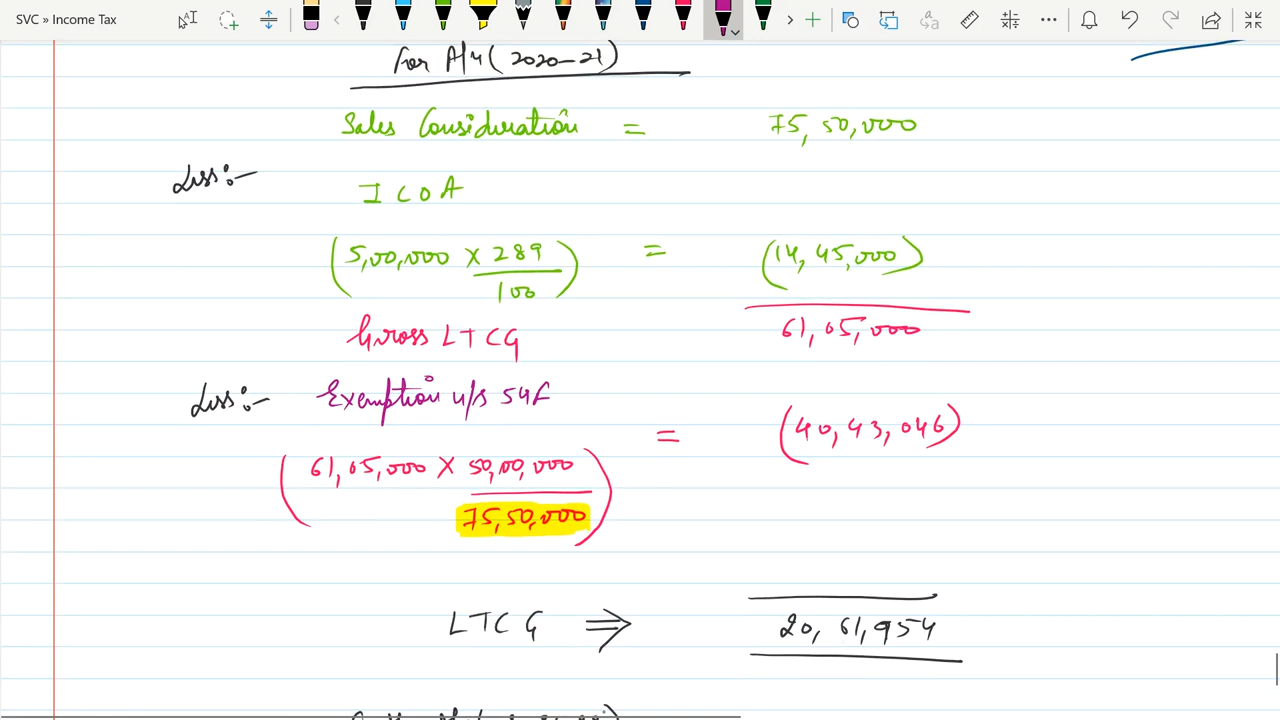 SVC » Income Tax
For A/Y (2020-21)
Sales Consideration = 75,50,000
Less:-
I C O A
(5,00,000 × 289/100) = (14,45,000)
Gross LTCG 61,05,000
Less:- Exemption u/s 54F
(61,05,000 × 50,00,000/75,50,000) = (40,43,046)
LTCG ⇒ 20,61,954